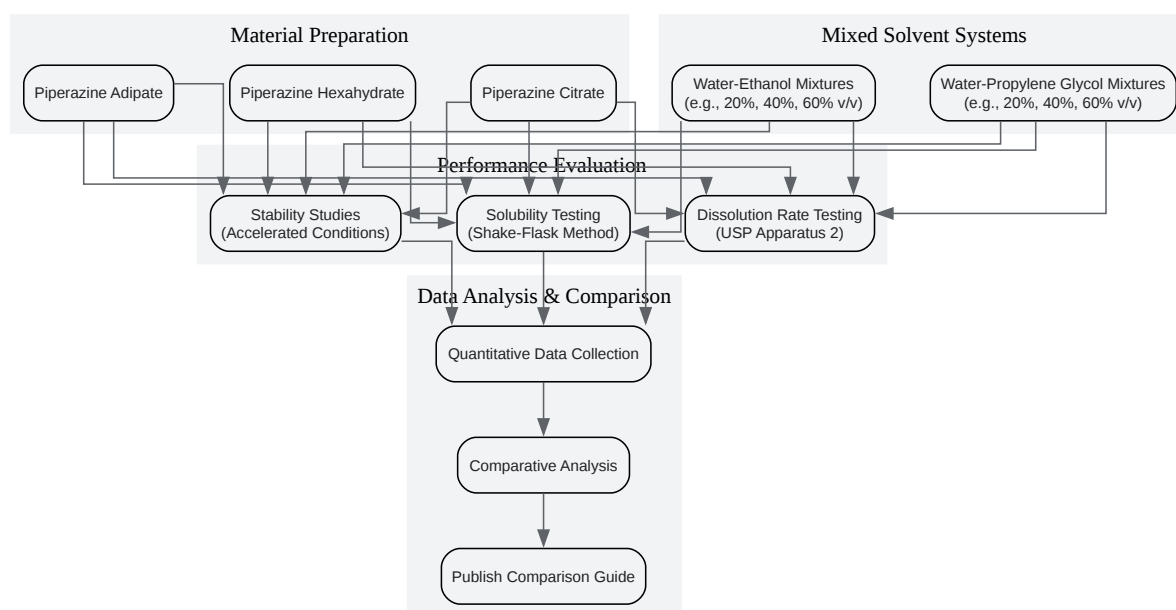 Material Preparation
Mixed Solvent Systems
Piperazine Adipate
Piperazine Hexahydrate
Piperazine Citrate
Water-Ethanol Mixtures
(e.g., 20%, 40%, 60% v/v)
Water-Propylene Glycol Mixtures
(e.g., 20%, 40%, 60% v/v)
Performance Evaluation
Stability Studies
(Accelerated Conditions)
Solubility Testing
(Shake-Flask Method)
Dissolution Rate Testing
(USP Apparatus 2)
Data Analysis & Comparison
Quantitative Data Collection
Comparative Analysis
Publish Comparison Guide